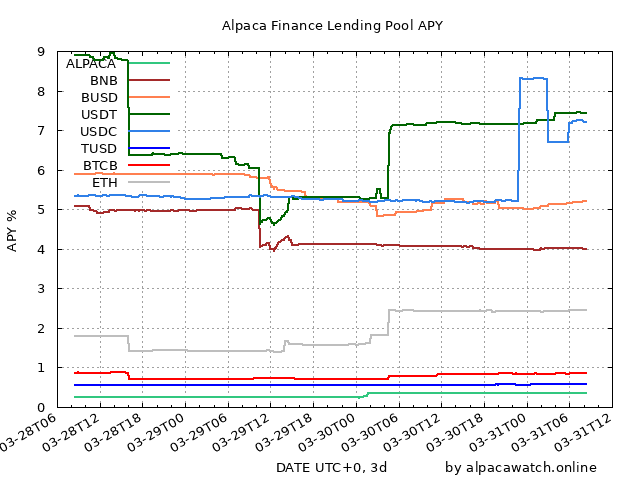 Alpaca Finance Lending Pool APY
9
8
7
6
5
4
3
2
1
0
APY %
ALPACA
BNB
BUSD
USDT
USDC
TUSD
BTCB
ETH
03-28T06
03-28T12
03-28T18
03-29T00
03-29T06
03-29T12
03-29T18
03-30T00
03-30T06
03-30T12
03-30T18
03-31T00
03-31T06
03-31T12
DATE UTC+0, 3d
by alpacawatch.online